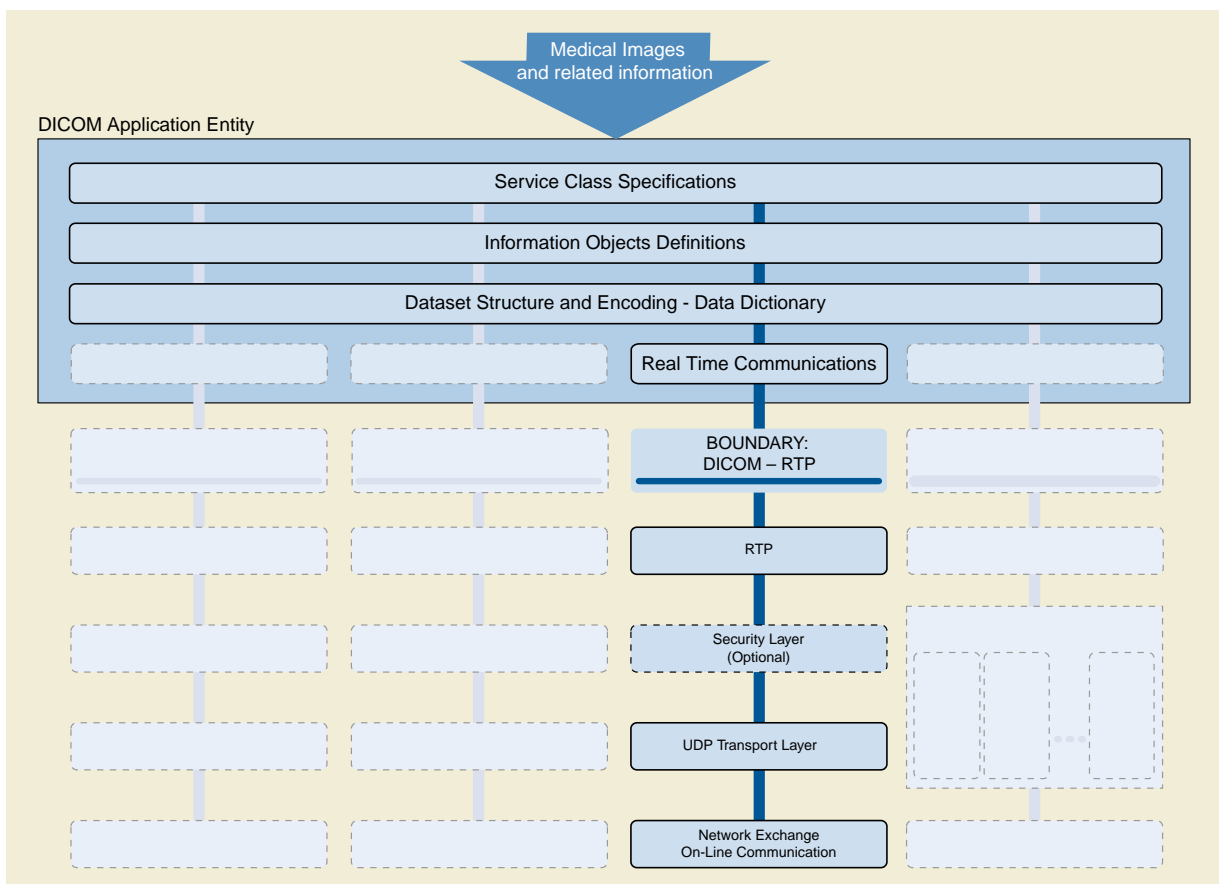 Medical Images
and related information
DICOM Application Entity
Service Class Specifications
Information Objects Definitions
Dataset Structure and Encoding - Data Dictionary
Real Time Communications
BOUNDARY:
DICOM – RTP
RTP
Security Layer
(Optional)
UDP Transport Layer
Network Exchange
On-Line Communication